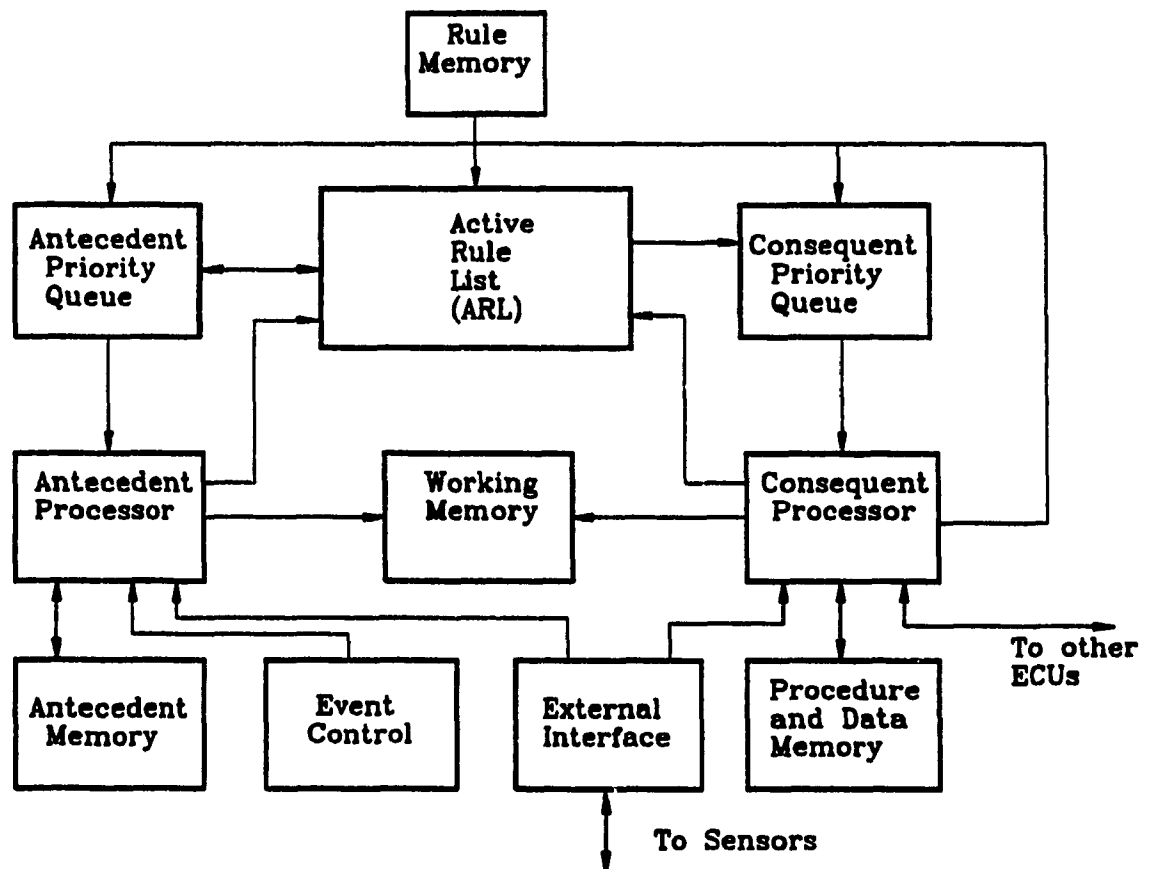 Rule
Memory
Antecedent
Priority
Queue
Active
Rule
List
(ARL)
Consequent
Priority
Queue
Antecedent
Processor
Working
Memory
Consequent
Processor
To other
ECUs
Antecedent
Memory
Event
Control
External
Interface
Procedure
and Data
Memory
To Sensors